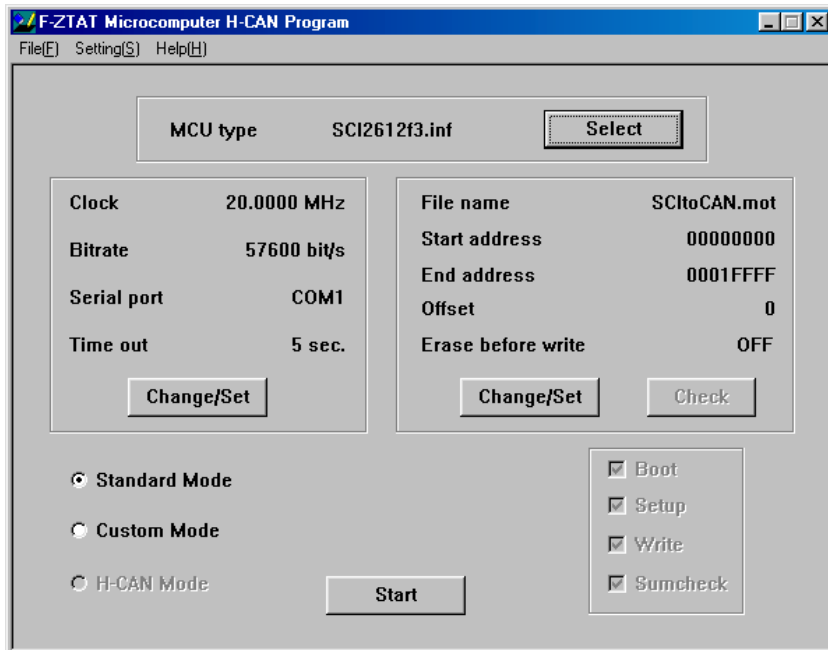 F-ZTAT Microcomputer H-CAN Program
File(F) Setting(S) Help(H)
MCU type SCI2612f3.inf Select
Clock 20.0000 MHz
Bitrate 57600 bit/s
Serial port COM1
Time out 5 sec.
Change/Set
File name SCItoCAN.mot
Start address 00000000
End address 0001FFFF
Offset 0
Erase before write OFF
Change/Set Check
Standard Mode
Custom Mode
H-CAN Mode
Start
Boot
Setup
Write
Sumcheck